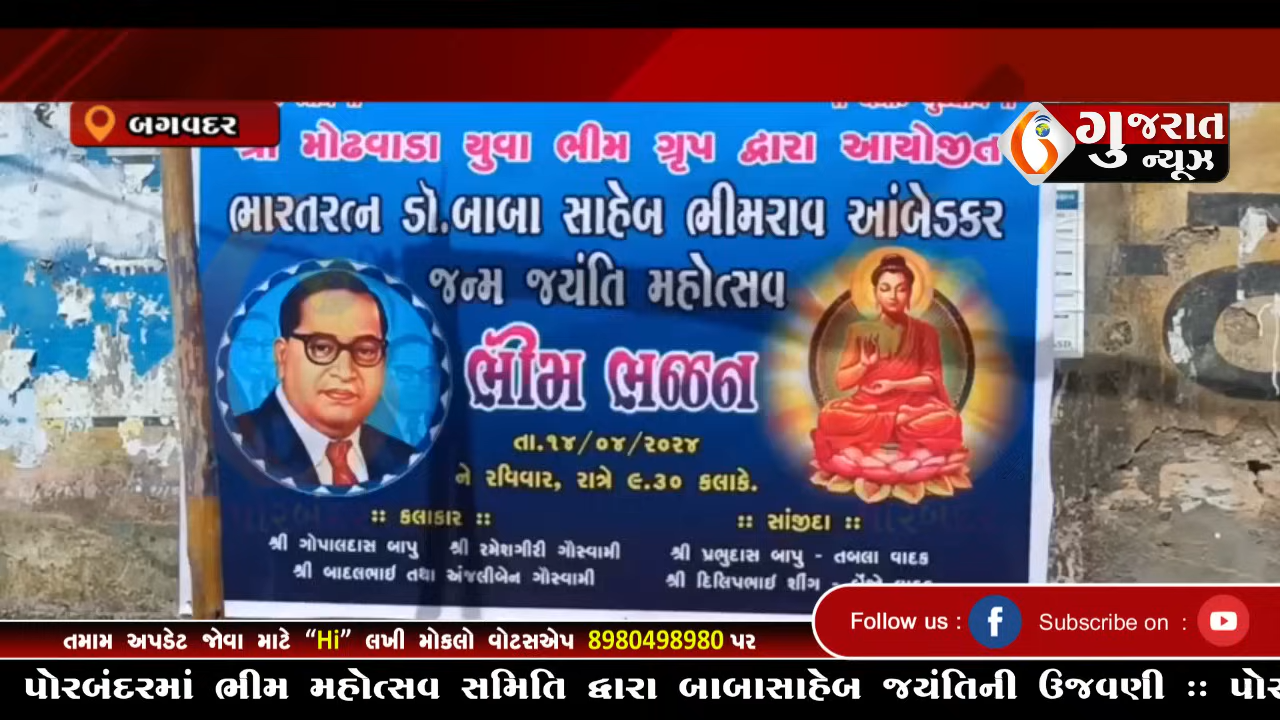 બગવદર
ગુજરાત
ન્યૂઝ
શ્રી મોઢવાડા યુવા ભીમ ગૃપ દ્વારા આયોજીત
ભારતરત્ન ડૉ.બાબા સાહેબ ભીમરાવ આંબેડકર
જન્મ જયંતિ મહોત્સવ
ભીમ ભજન
તા.૧૪/૦૪/૨૦૨૪
ને રવિવાર, રાત્રે ૯.૩૦ કલાકે.
:: કલાકાર ::
શ્રી ગોપાલદાસ બાપુ શ્રી રમેશગીરી ગૌસ્વામી
શ્રી બાદલભાઈ તથા અંજલીબેન ગૌસ્વામી
:: સાંજીદા ::
શ્રી પ્રભુદાસ બાપુ - તબલા વાદક
શ્રી દિલિપભાઈ શીંગ -
Follow us :
Subscribe on :
તમામ અપડેટ જોવા માટે “Hi” લખી મોકલો વોટસએપ 8980498980 પર
પોરબંદરમાં ભીમ મહોત્સવ સમિતિ દ્વારા બાબાસાહેબ જયંતિની ઉજવણી :: પોર